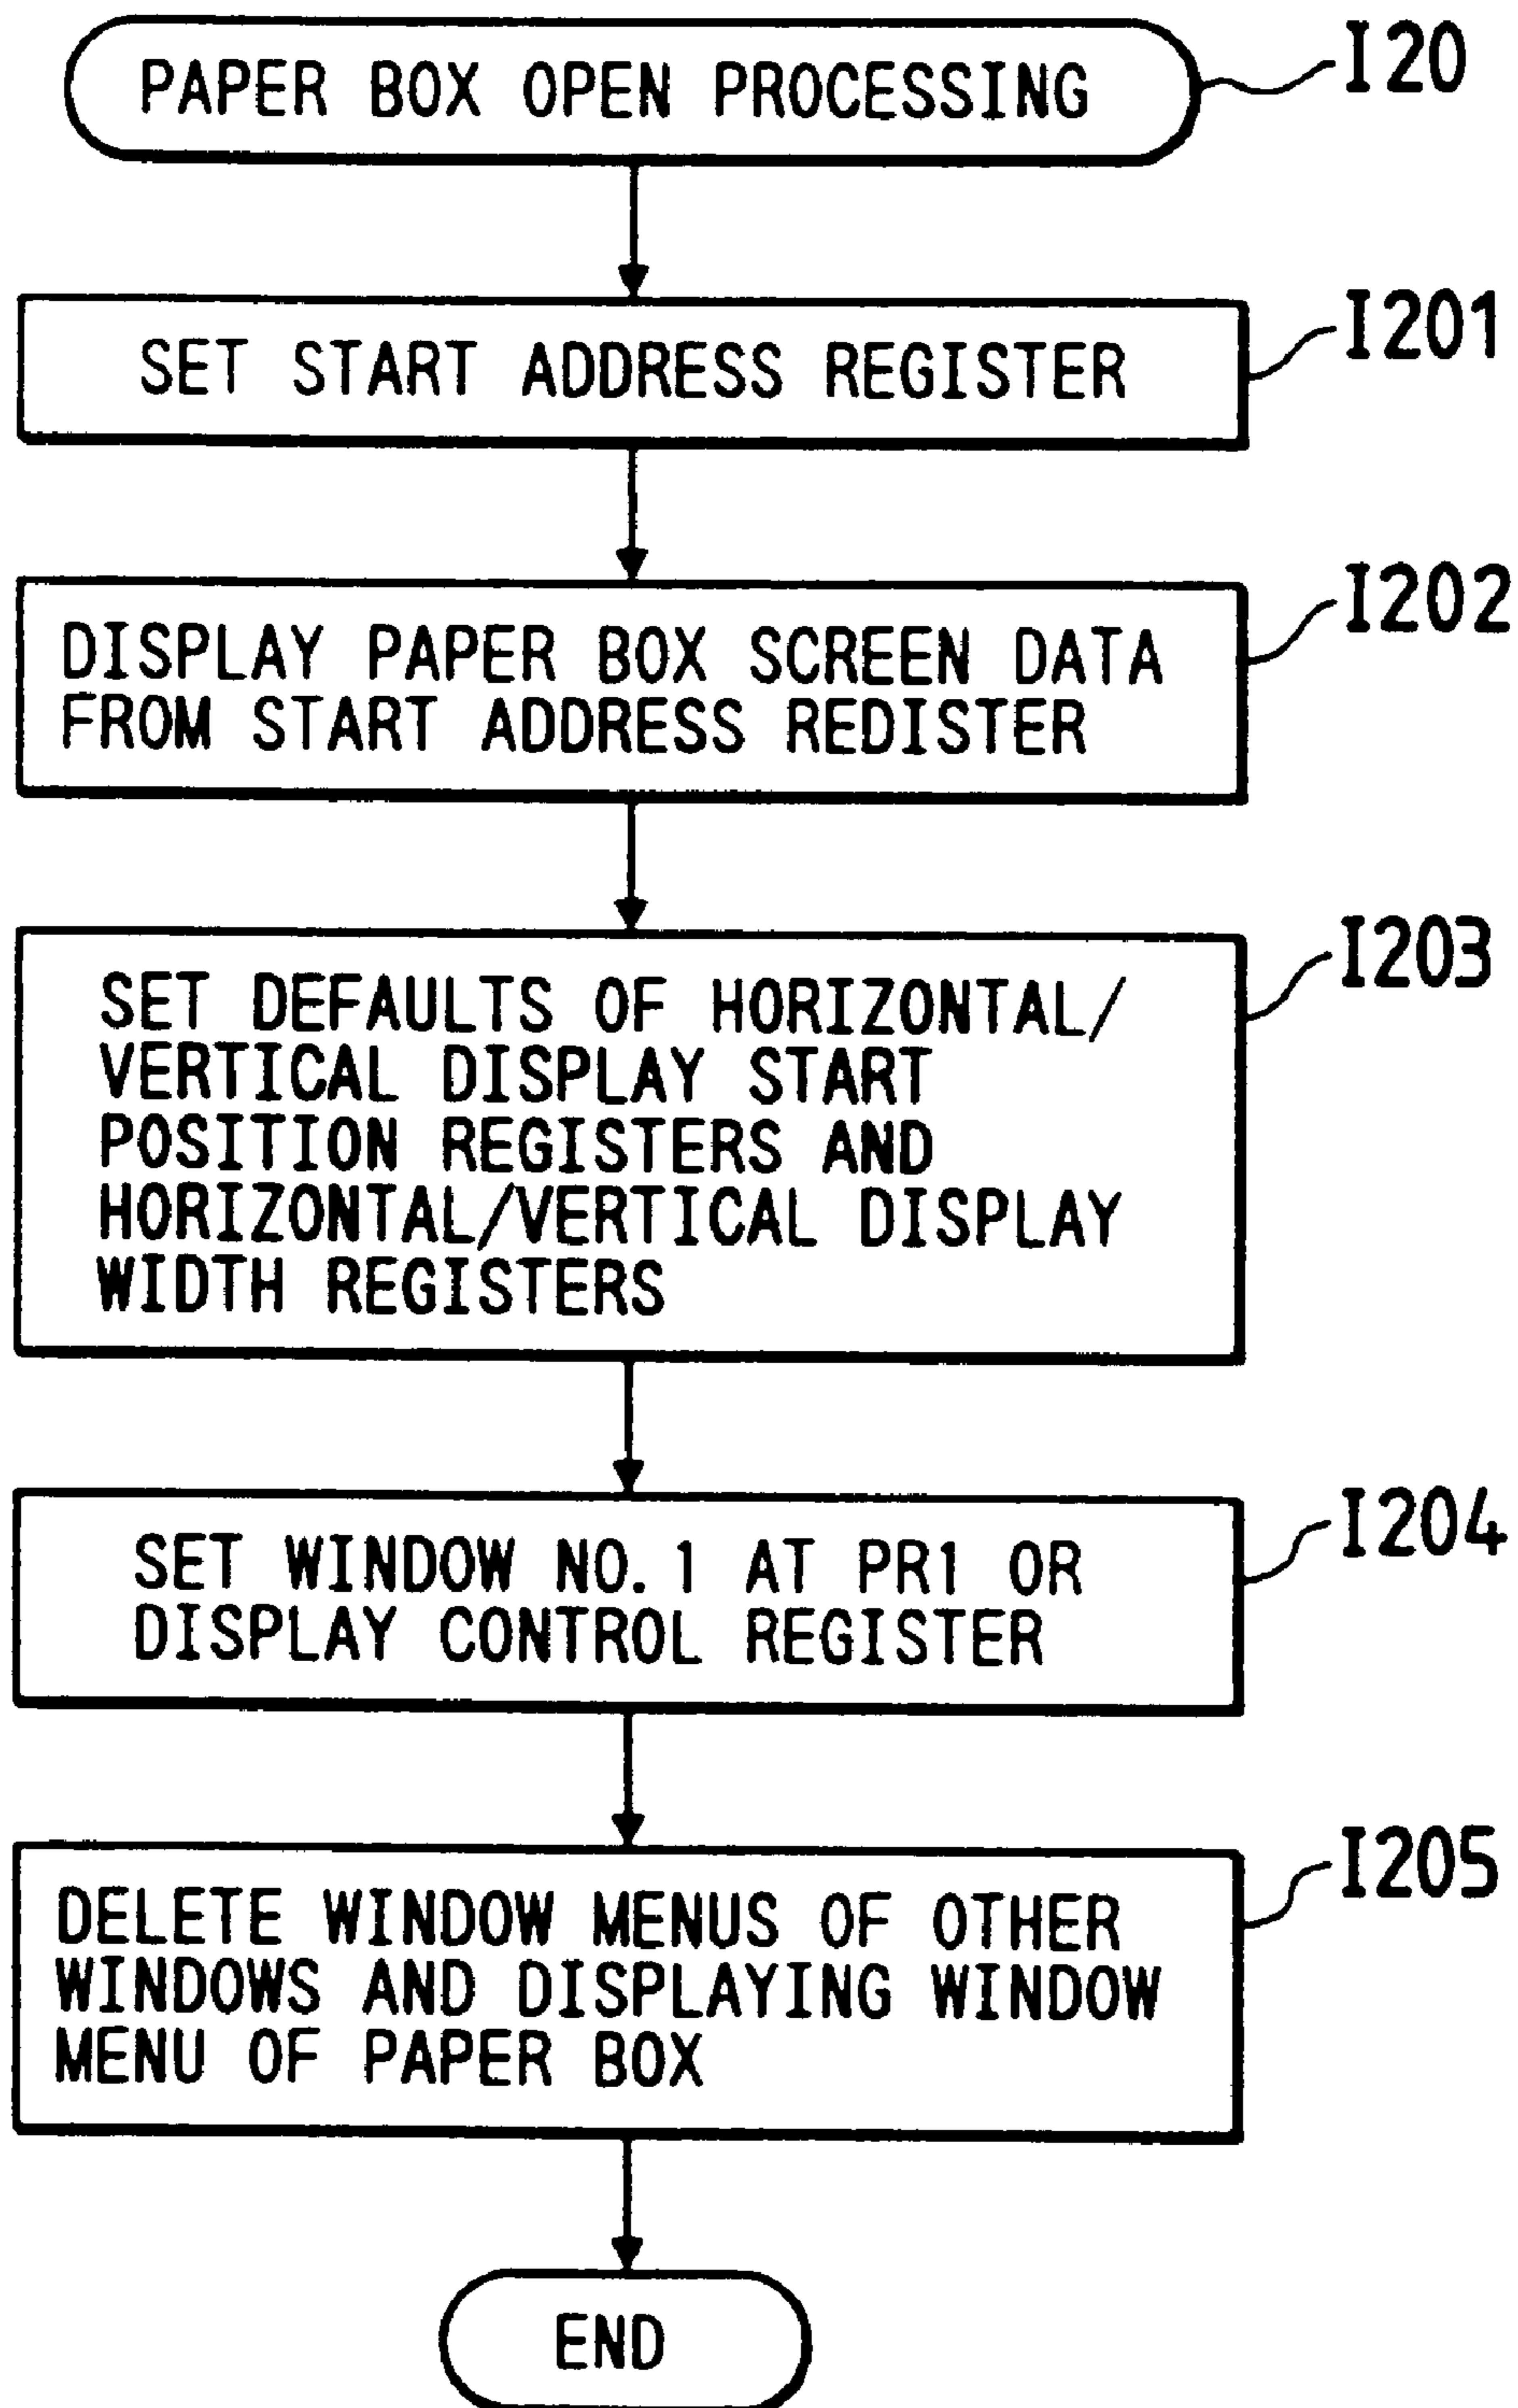 PAPER BOX OPEN PROCESSING
I20
SET START ADDRESS REGISTER
I201
DISPLAY PAPER BOX SCREEN DATA
FROM START ADDRESS REDISTER
I202
SET DEFAULTS OF HORIZONTAL/
VERTICAL DISPLAY START
POSITION REGISTERS AND
HORIZONTAL/VERTICAL DISPLAY
WIDTH REGISTERS
I203
SET WINDOW NO.1 AT PR1 OR
DISPLAY CONTROL REGISTER
I204
DELETE WINDOW MENUS OF OTHER
WINDOWS AND DISPLAYING WINDOW
MENU OF PAPER BOX
I205
END